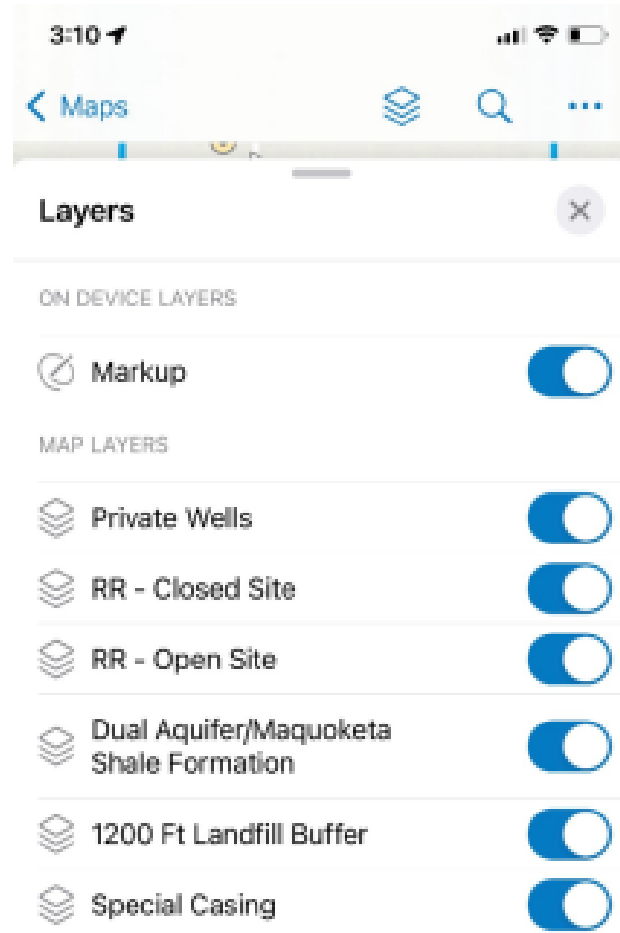 3:10
Maps
Layers
ON DEVICE LAYERS
Markup
MAP LAYERS
Private Wells
RR - Closed Site
RR - Open Site
Dual Aquifer/Maquoketa
Shale Formation
1200 Ft Landfill Buffer
Special Casing